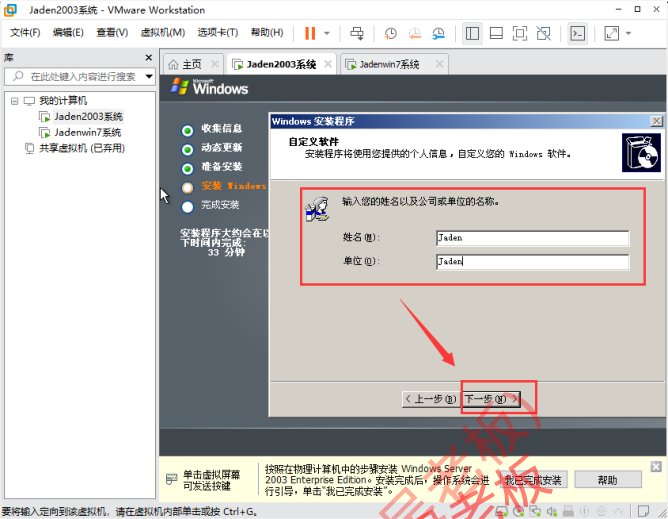 Jaden2003系统 - VMware Workstation
文件(F) 编辑(E) 查看(V) 虚拟机(M) 选项卡(T) 帮助(H)
库
在此处键入内容进行搜索
我的计算机
Jaden2003系统
Jadenwin7系统
共享虚拟机 (已弃用)
主页 Jaden2003系统 Jadenwin7系统
Microsoft
Windows
收集信息
动态更新
准备安装
安装 Windows
完成安装
安装程序大约会在以
下时间内完成:
33 分钟
Windows 安装程序
自定义软件
安装程序将使用您提供的个人信息，自定义您的 Windows 软件。
输入您的姓名以及公司或单位的名称。
姓名(M): Jaden
单位(O): Jaden
< 上一步(B) 下一步(N) >
单击虚拟屏幕
可发送按键
按照在物理计算机中的步骤安装 Windows Server
2003 Enterprise Edition。安装完成后，操作系统会进
行引导，单击“我已完成安装”。
我已完成安装 帮助
要将输入定向到该虚拟机，请在虚拟机内部单击或按 Ctrl+G。
老板)
老板